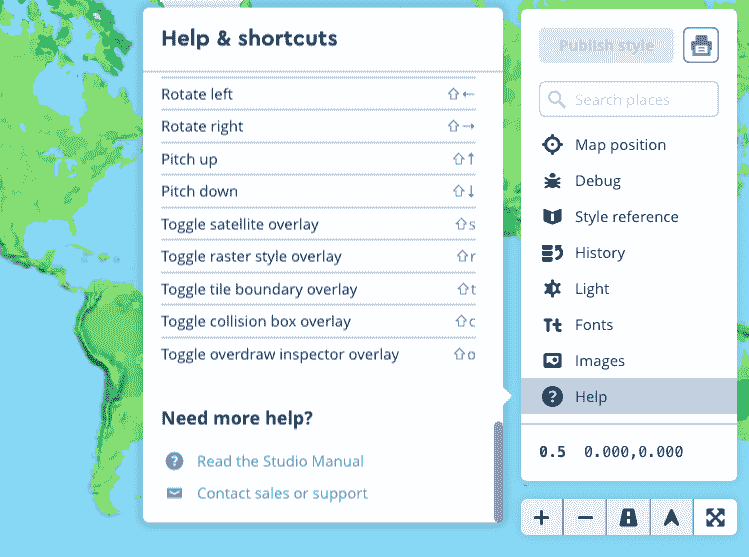 Help & shortcuts
Rotate left ⇧←
Rotate right ⇧→
Pitch up ⇧↑
Pitch down ⇧↓
Toggle satellite overlay ⇧s
Toggle raster style overlay ⇧r
Toggle tile boundary overlay ⇧t
Toggle collision box overlay ⇧c
Toggle overdraw inspector overlay ⇧o
Need more help?
Read the Studio Manual
Contact sales or support
Publish style
Search places
Map position
Debug
Style reference
History
Light
Fonts
Images
Help
0.5 0.000,0.000